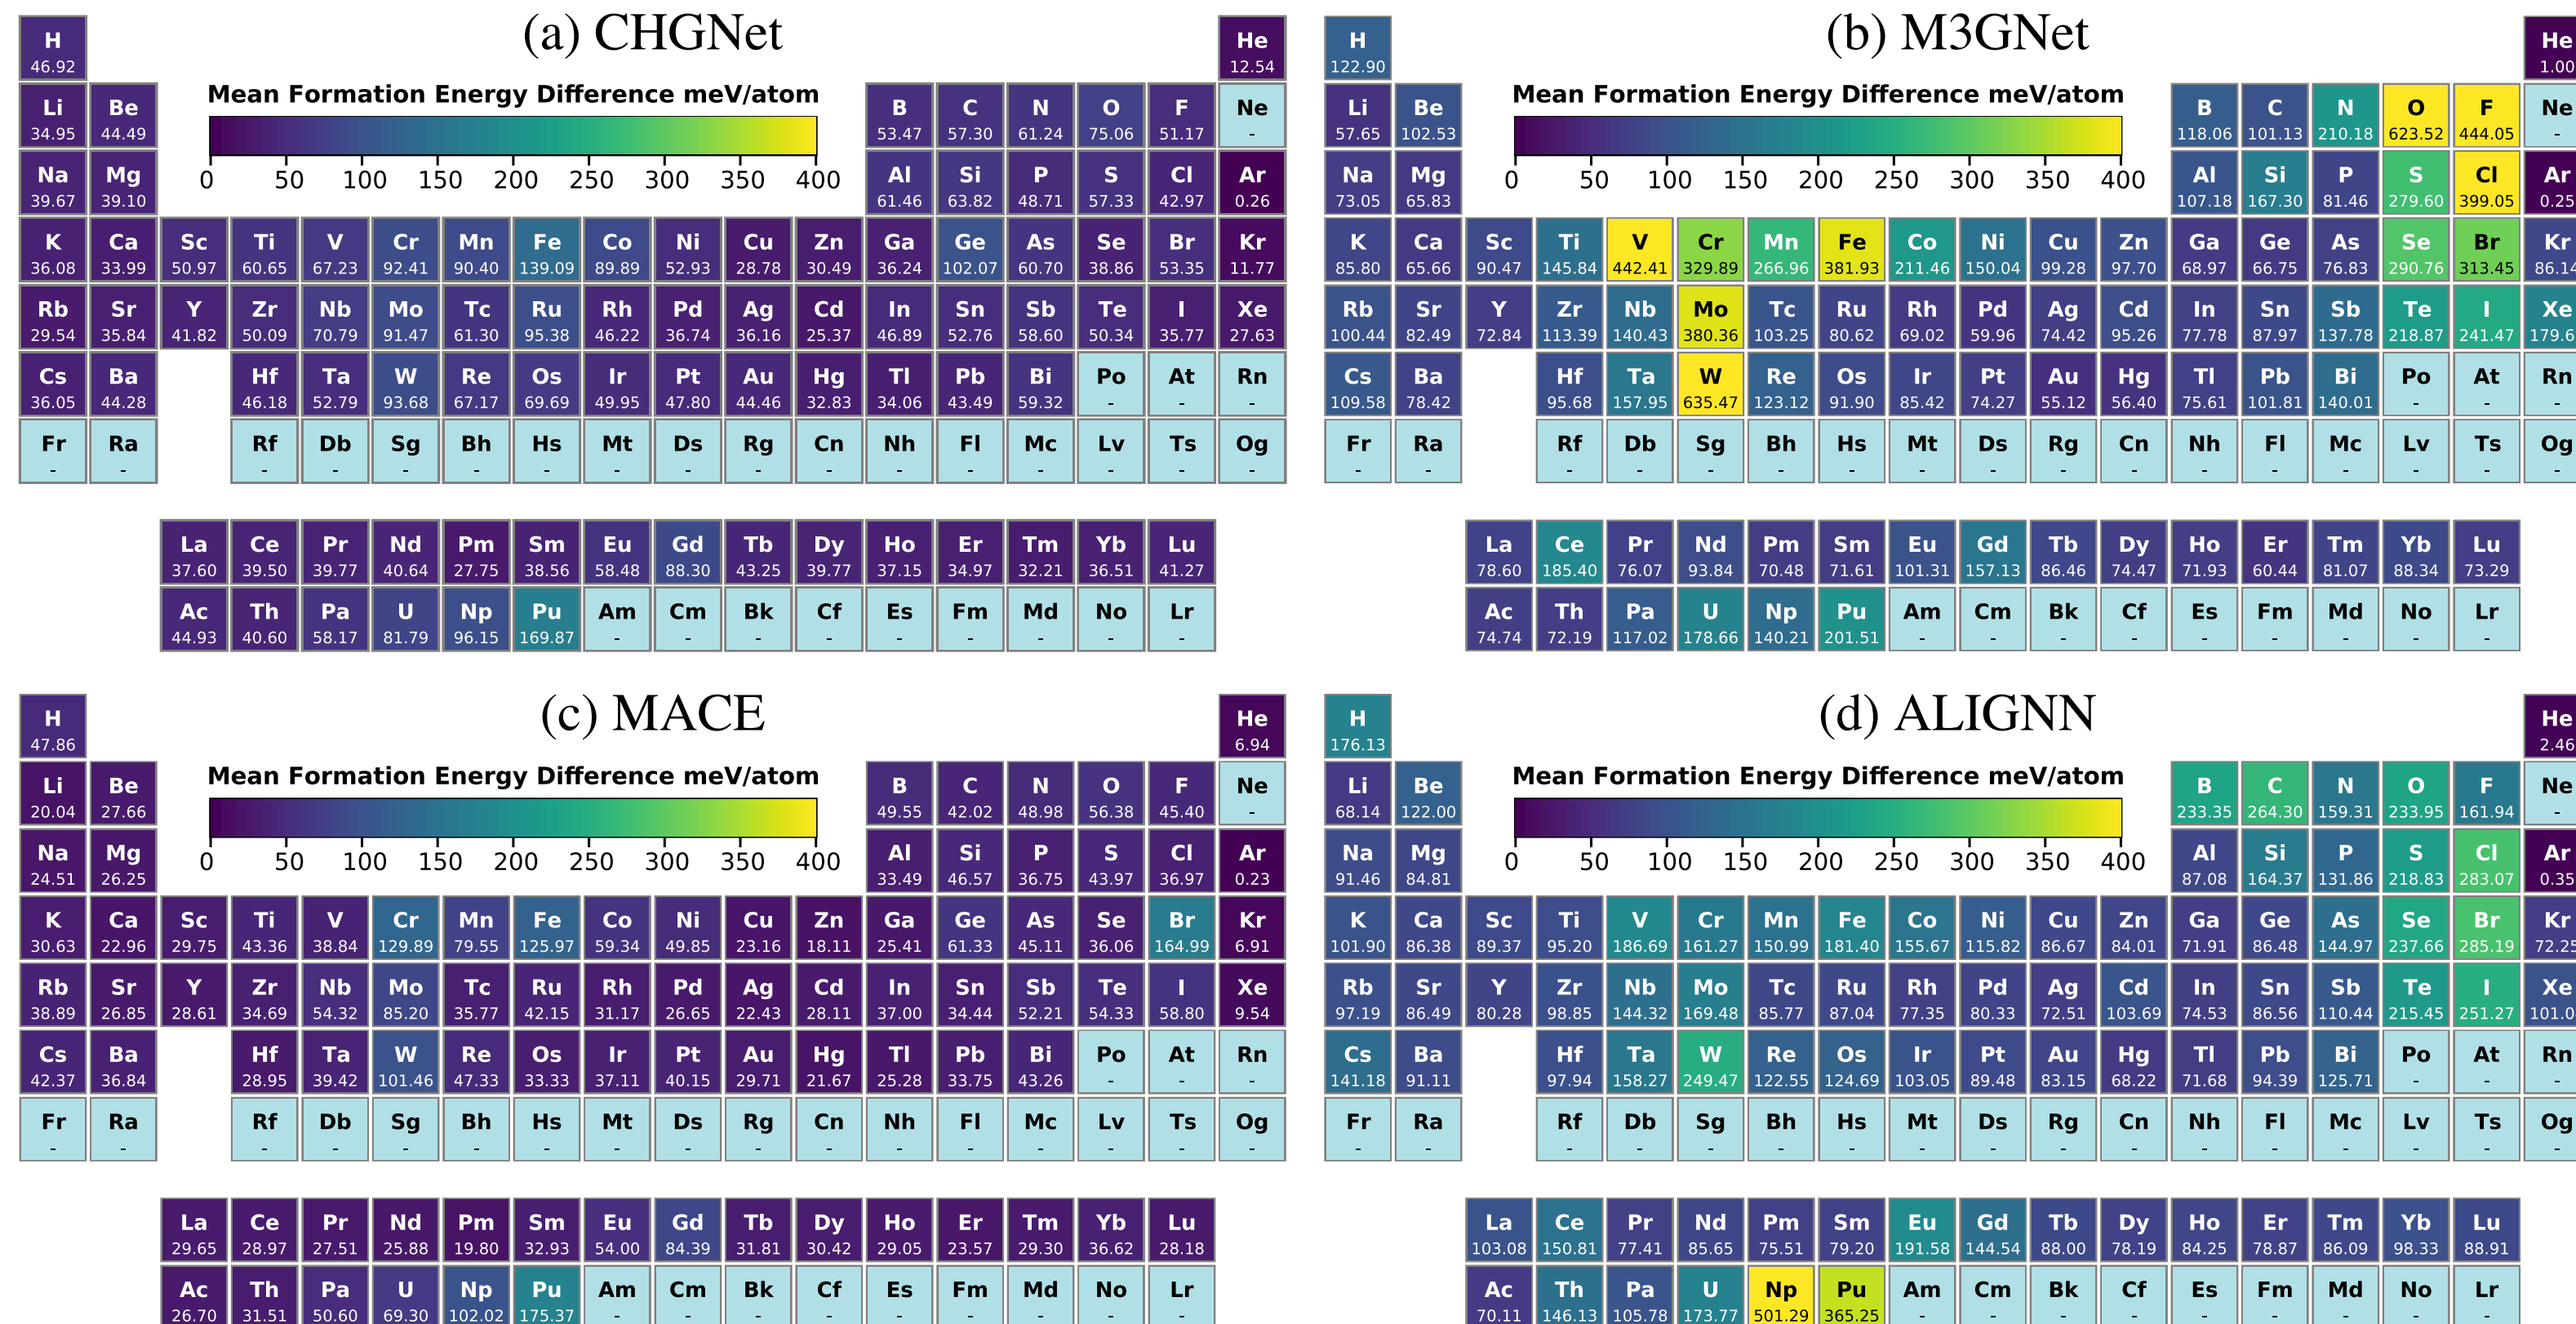 (a) CHGNet
H He
46.92 12.54
Mean Formation Energy Difference meV/atom
Li Be B C N O F Ne
34.95 44.49 53.47 57.30 61.24 75.06 51.17 -
0 50 100 150 200 250 300 350 400
Na Mg Al Si P S Cl Ar
39.67 39.10 61.46 63.82 48.71 57.33 42.97 0.26
K Ca Sc Ti V Cr Mn Fe Co Ni Cu Zn Ga Ge As Se Br Kr
36.08 33.99 50.97 60.65 67.23 92.41 90.40 139.09 89.89 52.93 28.78 30.49 36.24 102.07 60.70 38.86 53.35 11.77
Rb Sr Y Zr Nb Mo Tc Ru Rh Pd Ag Cd In Sn Sb Te I Xe
29.54 35.84 41.82 50.09 70.79 91.47 61.30 95.38 46.22 36.74 36.16 25.37 46.89 52.76 58.60 50.34 35.77 27.63
Cs Ba Hf Ta W Re Os Ir Pt Au Hg Tl Pb Bi Po At Rn
36.05 44.28 46.18 52.79 93.68 67.17 69.69 49.95 47.80 44.46 32.83 34.06 43.49 59.32 - - -
Fr Ra Rf Db Sg Bh Hs Mt Ds Rg Cn Nh Fl Mc Lv Ts Og
- - - - - - - - - - - - - - - - -
La Ce Pr Nd Pm Sm Eu Gd Tb Dy Ho Er Tm Yb Lu
37.60 39.50 39.77 40.64 27.75 38.56 58.48 88.30 43.25 39.77 37.15 34.97 32.21 36.51 41.27
Ac Th Pa U Np Pu Am Cm Bk Cf Es Fm Md No Lr
44.93 40.60 58.17 81.79 96.15 169.87 - - - - - - - - -
(b) M3GNet
H He
122.90 1.00
Mean Formation Energy Difference meV/atom
Li Be B C N O F Ne
57.65 102.53 118.06 101.13 210.18 623.52 444.05 -
0 50 100 150 200 250 300 350 400
Na Mg Al Si P S Cl Ar
73.05 65.83 107.18 167.30 81.46 279.60 399.05 0.25
K Ca Sc Ti V Cr Mn Fe Co Ni Cu Zn Ga Ge As Se Br Kr
85.80 65.66 90.47 145.84 442.41 329.89 266.96 381.93 211.46 150.04 99.28 97.70 68.97 66.75 76.83 290.76 313.45 86.14
Rb Sr Y Zr Nb Mo Tc Ru Rh Pd Ag Cd In Sn Sb Te I Xe
100.44 82.49 72.84 113.39 140.43 380.36 103.25 80.62 69.02 59.96 74.42 95.26 77.78 87.97 137.78 218.87 241.47 179.6
Cs Ba Hf Ta W Re Os Ir Pt Au Hg Tl Pb Bi Po At Rn
109.58 78.42 95.68 157.95 635.47 123.12 91.90 85.42 74.27 55.12 56.40 75.61 101.81 140.01 - - -
Fr Ra Rf Db Sg Bh Hs Mt Ds Rg Cn Nh Fl Mc Lv Ts Og
- - - - - - - - - - - - - - - - -
La Ce Pr Nd Pm Sm Eu Gd Tb Dy Ho Er Tm Yb Lu
78.60 185.40 76.07 93.84 70.48 71.61 101.31 157.13 86.46 74.47 71.93 60.44 81.07 88.34 73.29
Ac Th Pa U Np Pu Am Cm Bk Cf Es Fm Md No Lr
74.74 72.19 117.02 178.66 140.21 201.51 - - - - - - - - -
(c) MACE
H He
47.86 6.94
Mean Formation Energy Difference meV/atom
Li Be B C N O F Ne
20.04 27.66 49.55 42.02 48.98 56.38 45.40 -
0 50 100 150 200 250 300 350 400
Na Mg Al Si P S Cl Ar
24.51 26.25 33.49 46.57 36.75 43.97 36.97 0.23
K Ca Sc Ti V Cr Mn Fe Co Ni Cu Zn Ga Ge As Se Br Kr
30.63 22.96 29.75 43.36 38.84 129.89 79.55 125.97 59.34 49.85 23.16 18.11 25.41 61.33 45.11 36.06 164.99 6.91
Rb Sr Y Zr Nb Mo Tc Ru Rh Pd Ag Cd In Sn Sb Te I Xe
38.89 26.85 28.61 34.69 54.32 85.20 35.77 42.15 31.17 26.65 22.43 28.11 37.00 34.44 52.21 54.33 58.80 9.54
Cs Ba Hf Ta W Re Os Ir Pt Au Hg Tl Pb Bi Po At Rn
42.37 36.84 28.95 39.42 101.46 47.33 33.33 37.11 40.15 29.71 21.67 25.28 33.75 43.26 - - -
Fr Ra Rf Db Sg Bh Hs Mt Ds Rg Cn Nh Fl Mc Lv Ts Og
- - - - - - - - - - - - - - - - -
La Ce Pr Nd Pm Sm Eu Gd Tb Dy Ho Er Tm Yb Lu
29.65 28.97 27.51 25.88 19.80 32.93 54.00 84.39 31.81 30.42 29.05 23.57 29.30 36.62 28.18
Ac Th Pa U Np Pu Am Cm Bk Cf Es Fm Md No Lr
26.70 31.51 50.60 69.30 102.02 175.37 - - - - - - - - -
(d) ALIGNN
H He
176.13 2.46
Mean Formation Energy Difference meV/atom
Li Be B C N O F Ne
68.14 122.00 233.35 264.30 159.31 233.95 161.94 -
0 50 100 150 200 250 300 350 400
Na Mg Al Si P S Cl Ar
91.46 84.81 87.08 164.37 131.86 218.83 283.07 0.35
K Ca Sc Ti V Cr Mn Fe Co Ni Cu Zn Ga Ge As Se Br Kr
101.90 86.38 89.37 95.20 186.69 161.27 150.99 181.40 155.67 115.82 86.67 84.01 71.91 86.48 144.97 237.66 285.19 72.25
Rb Sr Y Zr Nb Mo Tc Ru Rh Pd Ag Cd In Sn Sb Te I Xe
97.19 86.49 80.28 98.85 144.32 169.48 85.77 87.04 77.35 80.33 72.51 103.69 74.53 86.56 110.44 215.45 251.27 101.0
Cs Ba Hf Ta W Re Os Ir Pt Au Hg Tl Pb Bi Po At Rn
141.18 91.11 97.94 158.27 249.47 122.55 124.69 103.05 89.48 83.15 68.22 71.68 94.39 125.71 - - -
Fr Ra Rf Db Sg Bh Hs Mt Ds Rg Cn Nh Fl Mc Lv Ts Og
- - - - - - - - - - - - - - - - -
La Ce Pr Nd Pm Sm Eu Gd Tb Dy Ho Er Tm Yb Lu
103.08 150.81 77.41 85.65 75.51 79.20 191.58 144.54 88.00 78.19 84.25 78.87 86.09 98.33 88.91
Ac Th Pa U Np Pu Am Cm Bk Cf Es Fm Md No Lr
70.11 146.13 105.78 173.77 501.29 365.25 - - - - - - - - -